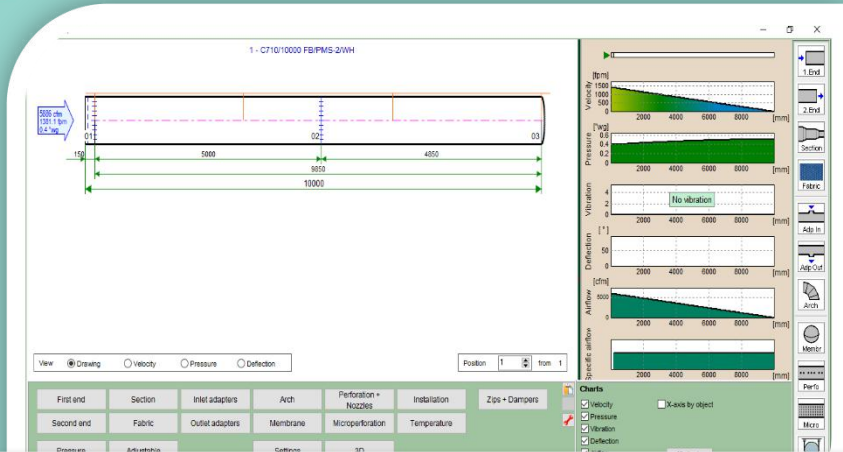 1 - C710/10000 FB/PMS-2/WH
5886 cfm
1381.1 fpm
0.4 "wg
01
02
03
150
5000
4850
9850
10000
View
Drawing
Velocity
Pressure
Deflection
Position
1
from 1
First end
Section
Inlet adapters
Arch
Perforation +
Nozzles
Installation
Zips + Dampers
Second end
Fabric
Outlet adapters
Membrane
Microperforation
Temperature
Pressure
Adjustable
Settings
3D
[fpm]
Velocity
1500
1000
500
0
2000 4000 6000 8000 [mm]
["wg]
Pressure
0.6
0.4
0.2
0
2000 4000 6000 8000 [mm]
Vibration
4
2
0
No vibration
2000 4000 6000 8000 [mm]
[°]
Deflection
50
0
2000 4000 6000 8000 [mm]
[cfm]
Airflow
5000
0
2000 4000 6000 8000 [mm]
Specific airflow
2000 4000 6000 8000 [mm]
Charts
Velocity
X-axis by object
Pressure
Vibration
Deflection
1.End
2.End
Section
Fabric
Adp In
Adp Out
Arch
Membr
Perfo
Micro